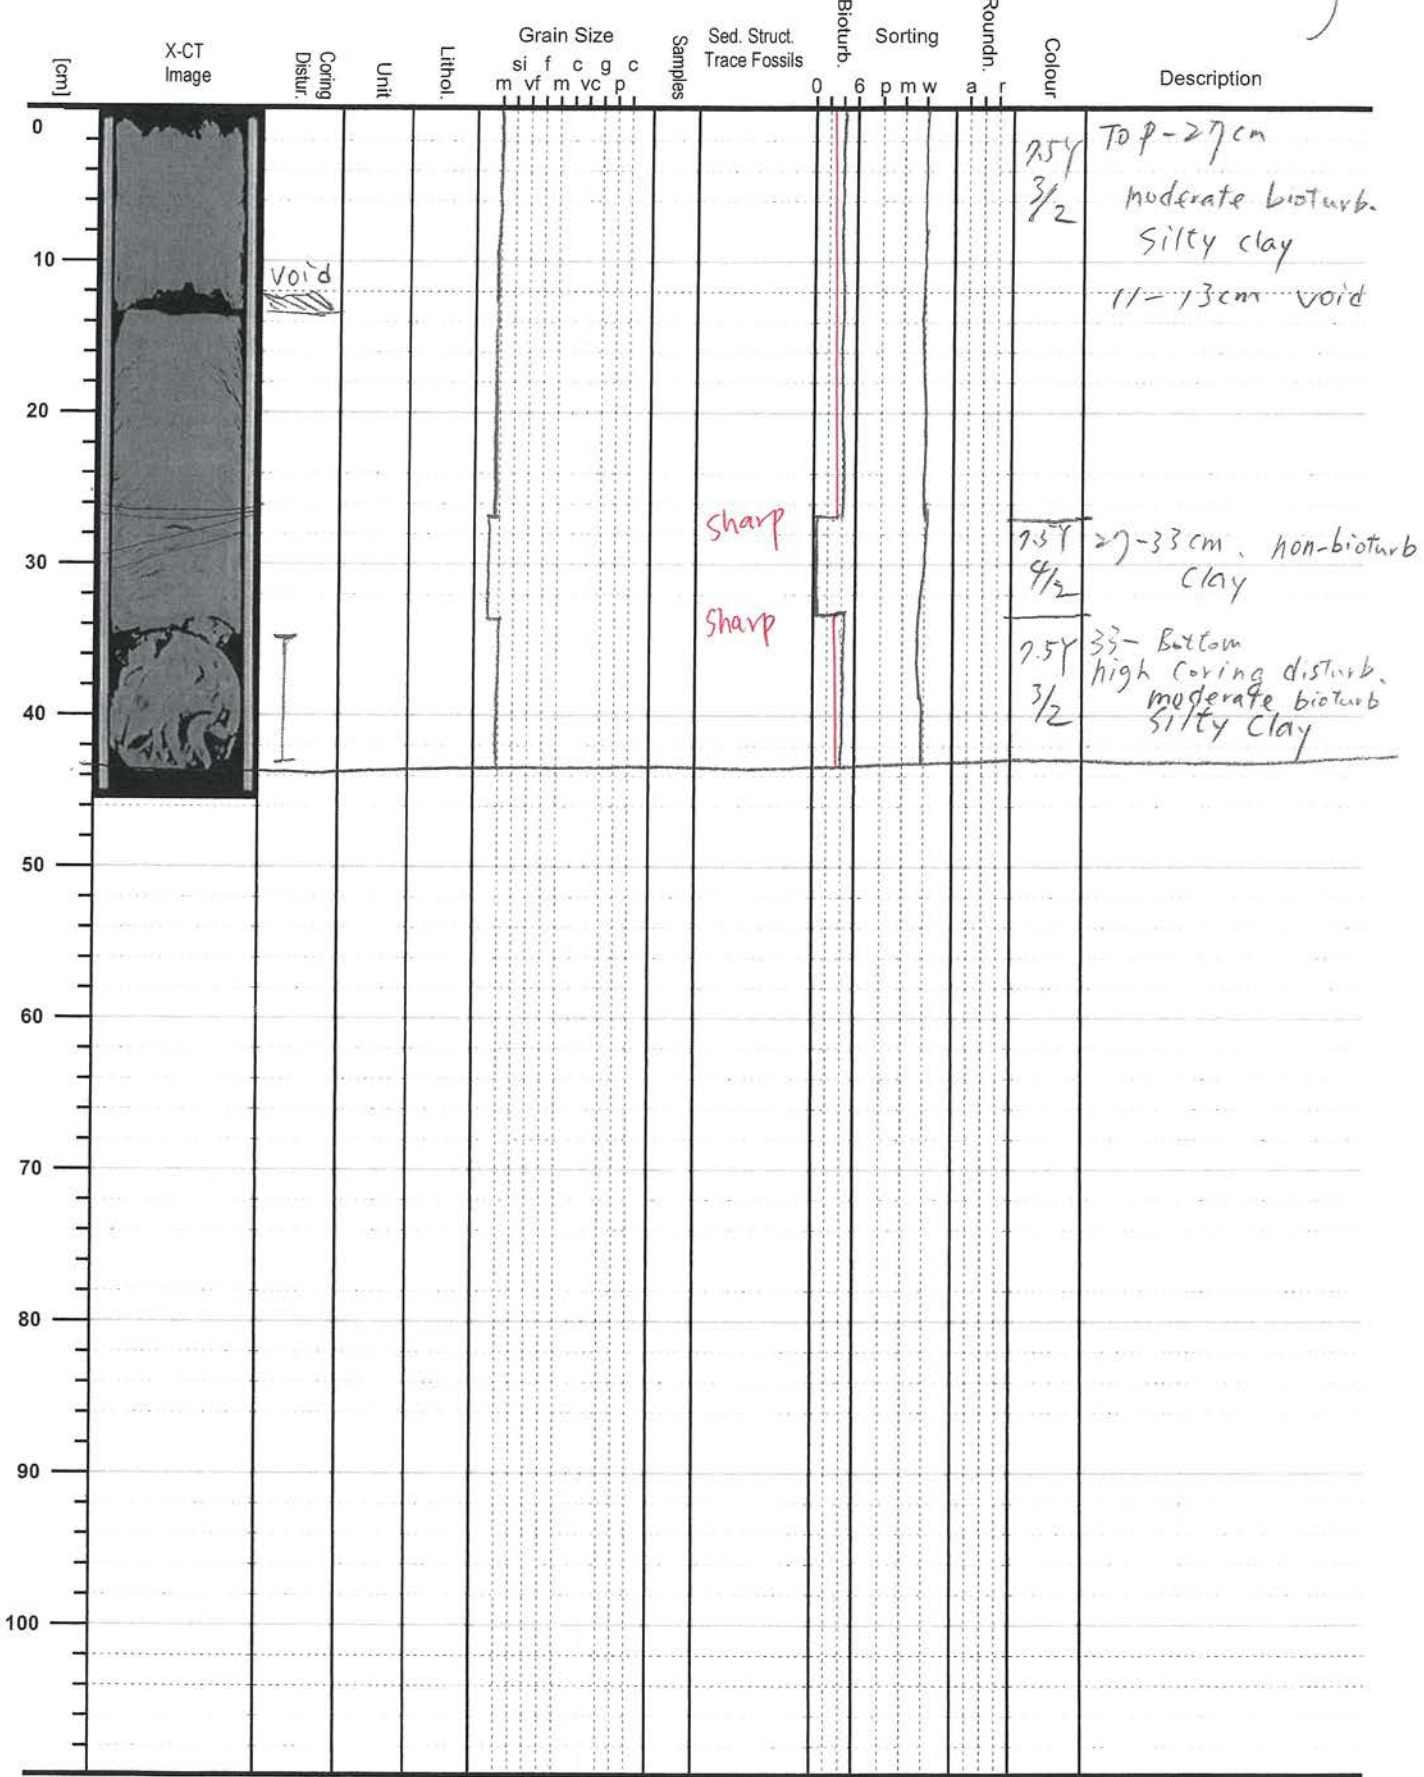 [cm]
X-CT
Image
Coring
Distur.
Unit
Lithol.
Grain Size
si f c g c
m vf m vc p
Samples
Sed. Struct.
Trace Fossils
Bioturb.
0 6
Sorting
p m w
Roundn.
a r
Colour
Description
0
10
20
30
40
50
60
70
80
90
100
void
sharp
sharp
7.5Y
3/2
7.5Y
4/2
7.5Y
3/2
Top-27cm
moderate bioturb.
Silty clay
11-13cm void
27-33cm. non-bioturb
Clay
33- Bottom
high Coring disturb.
moderate bioturb
Silty Clay